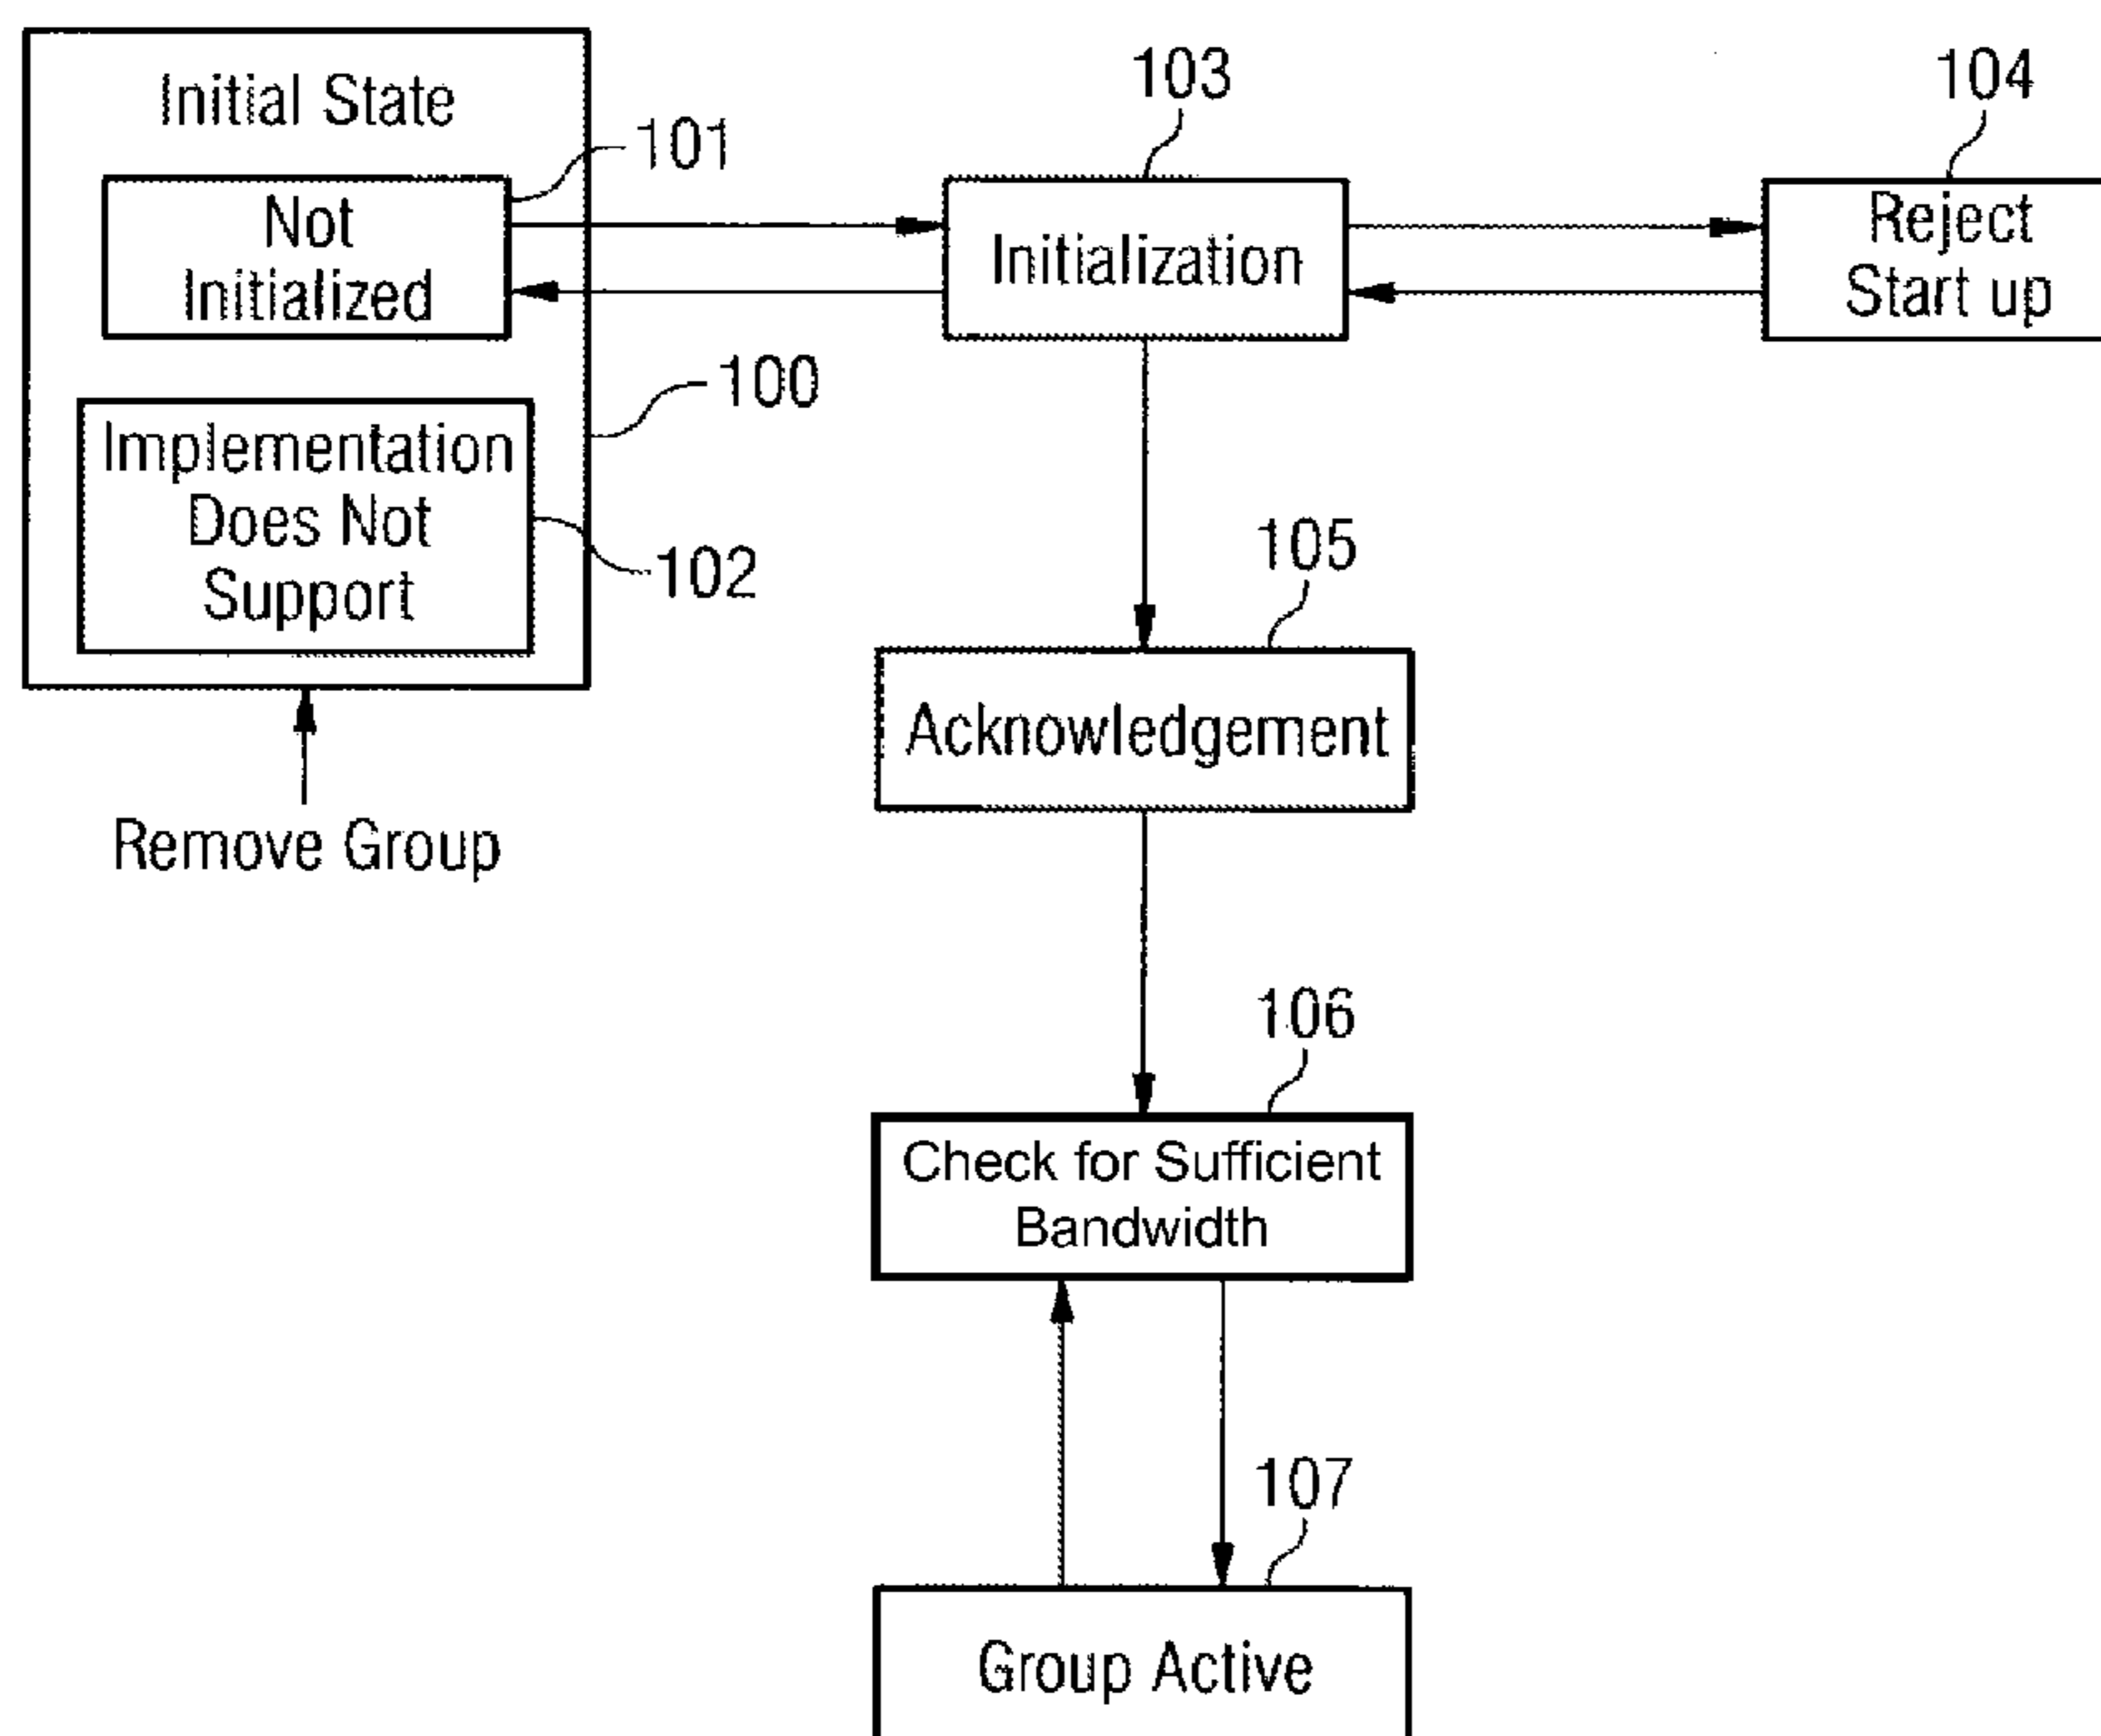 Initial State
101
Not
Initialized
100
Implementation
Does Not
Support
102
Remove Group
103
Initialization
104
Reject
Start up
105
Acknowledgement
106
Check for Sufficient
Bandwidth
107
Group Active